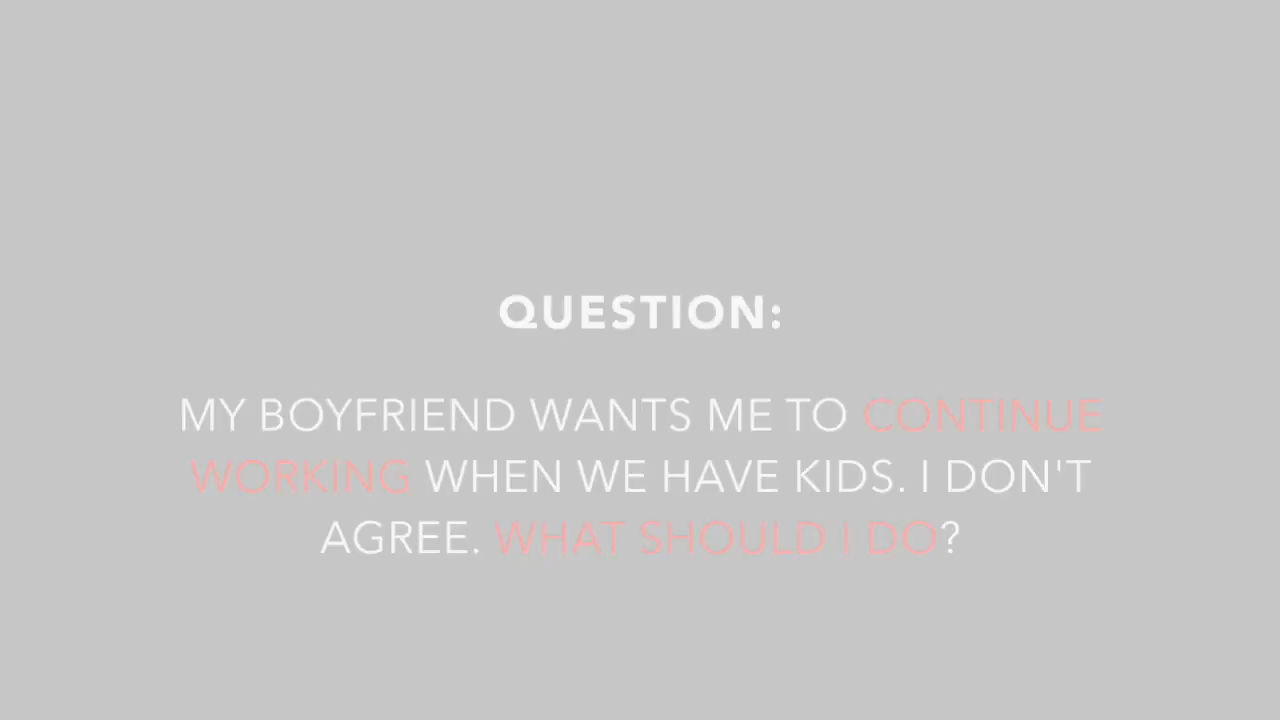 QUESTION:
MY BOYFRIEND WANTS ME TO CONTINUE
WORKING WHEN WE HAVE KIDS. I DON'T
AGREE. WHAT SHOULD I DO?